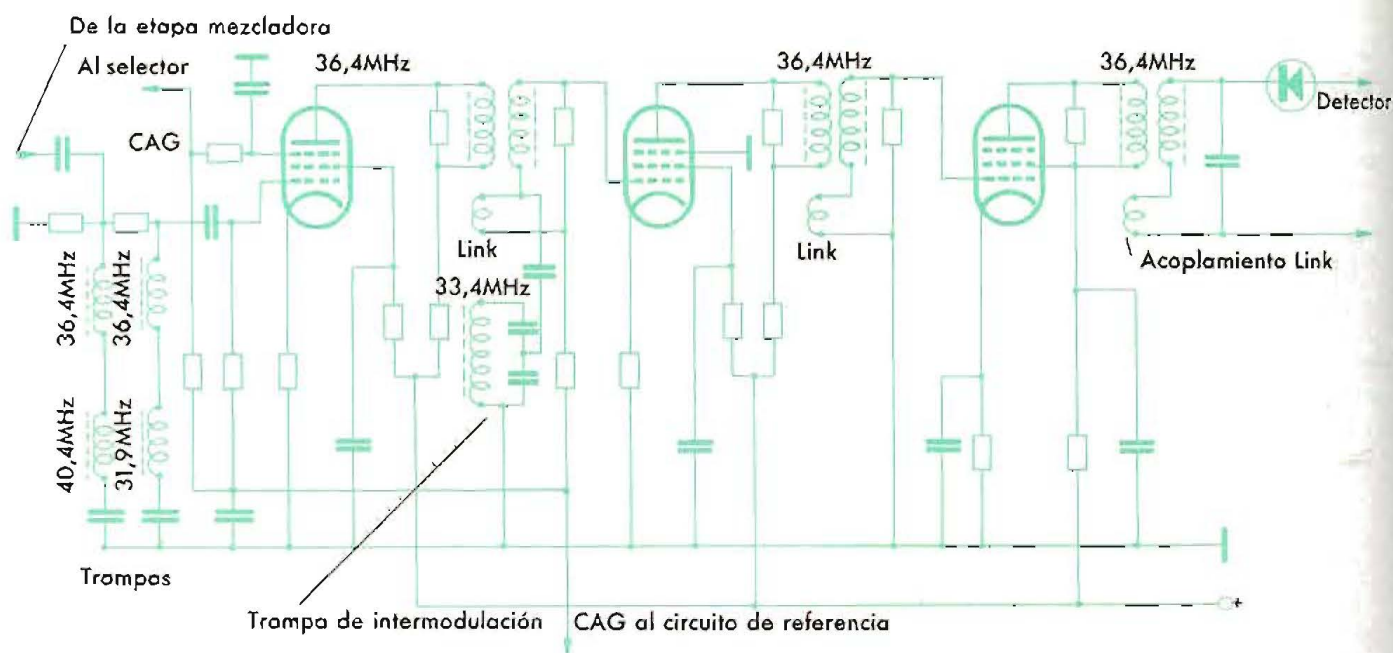 De la etapa mezcladora
Al selector
36,4MHz
36,4MHz
36,4MHz
Detector
CAG
Link
Link
Acoplamiento Link
36,4MHz
36,4MHz
33,4MHz
40,4MHz
31,9MHz
Trampas
Trampa de intermodulación
CAG al circuito de referencia
+